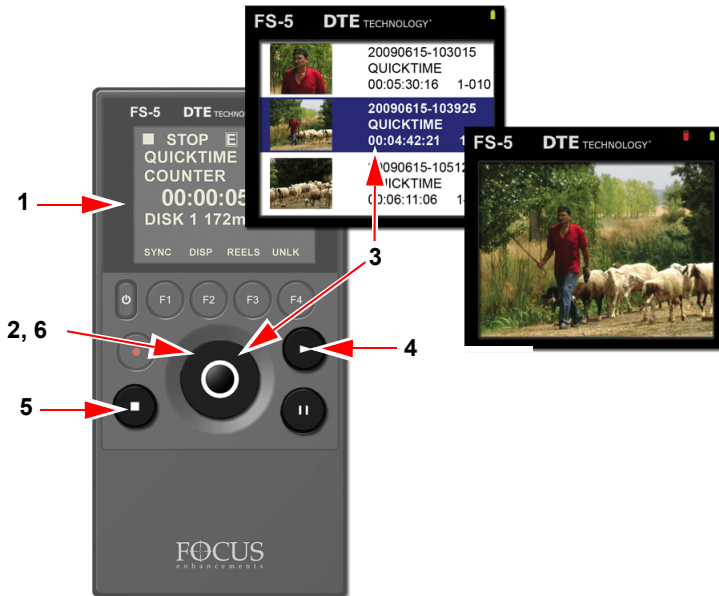 FS-5 DTE TECHNOLOGY
20090615-103015
QUICKTIME
00:05:30:16 1-010
20090615-103925
QUICKTIME
00:04:42:21
QUICKTIME
00:06:11:06
FS-5 DTE
STOP E
QUICKTIME
COUNTER
00:00:05
DISK 1 172m
SYNC DISP REELS UNLK
F1 F2 F3 F4
FS-5 DTE TECHNOLOGY
1
2, 6
3
4
5
FOCUS
enhancements